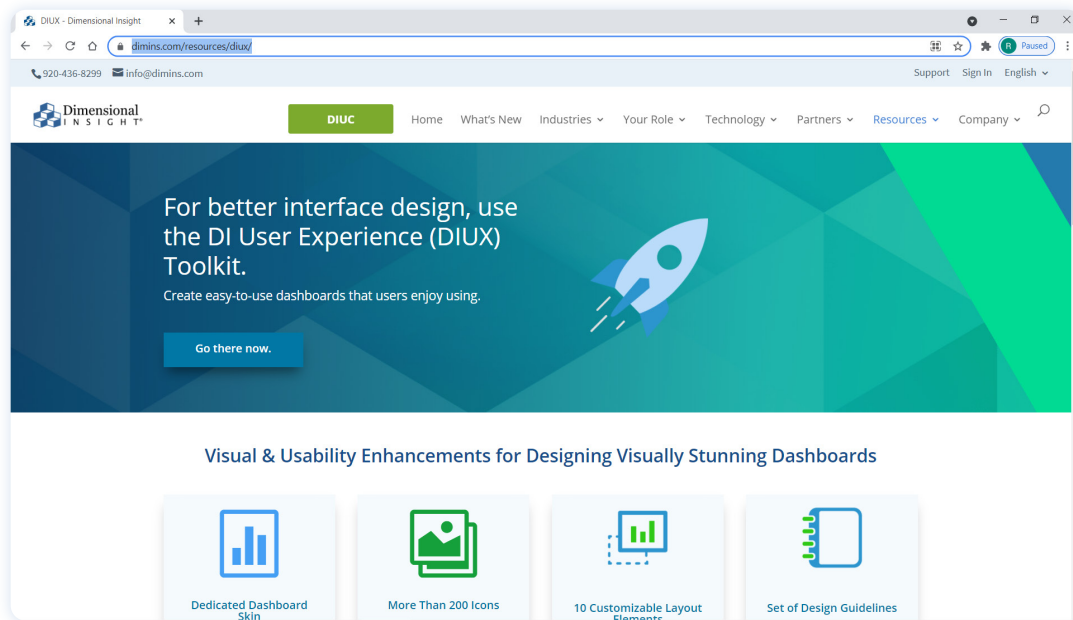 DIUX - Dimensional Insight
dimins.com/resources/diux/
R Paused
920-436-8299 info@dimins.com Support Sign In English
Dimensional
INSIGHT®
DIUC Home What's New Industries Your Role Technology Partners Resources Company
For better interface design, use
the DI User Experience (DIUX)
Toolkit.
Create easy-to-use dashboards that users enjoy using.
Go there now.
Visual & Usability Enhancements for Designing Visually Stunning Dashboards
Dedicated Dashboard
Skin
More Than 200 Icons
10 Customizable Layout
Elements
Set of Design Guidelines